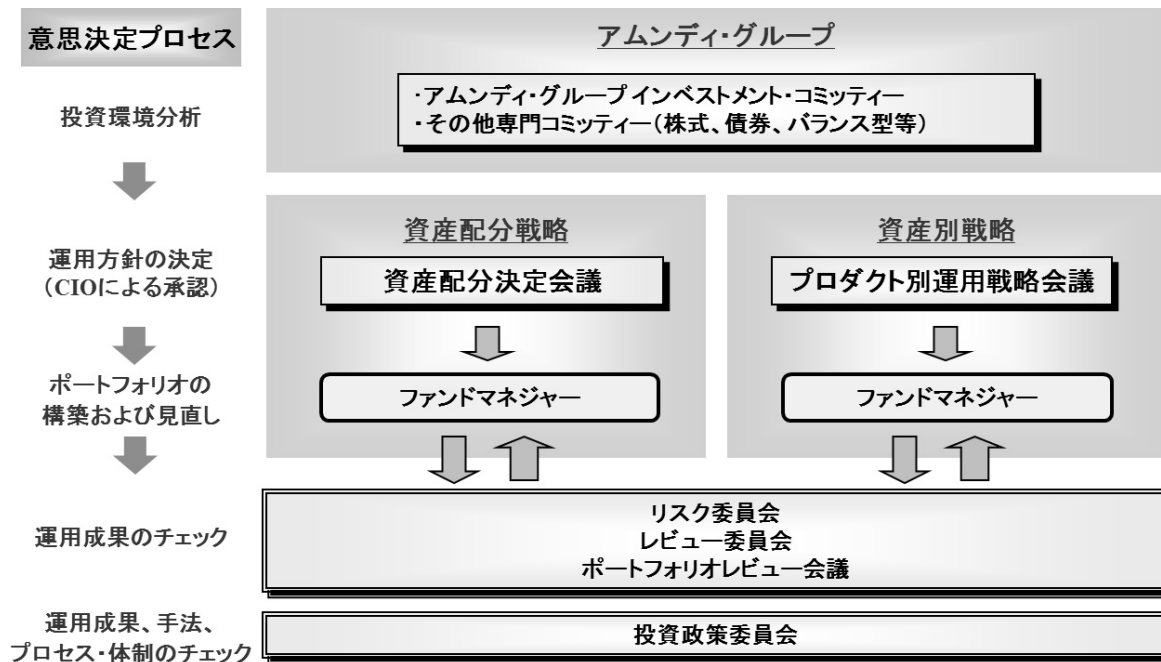 意思決定プロセス
アムンディ・グループ
投資環境分析
・アムンディ・グループ インベストメント・コミッティー
・その他専門コミッティー（株式、債券、バランス型等）
資産配分戦略
資産別戦略
運用方針の決定
（CIOによる承認）
資産配分決定会議
プロダクト別運用戦略会議
ポートフォリオの
構築および見直し
ファンドマネジャー
ファンドマネジャー
運用成果のチェック
リスク委員会
レビュー委員会
ポートフォリオレビュー会議
運用成果、手法、
プロセス・体制のチェック
投資政策委員会